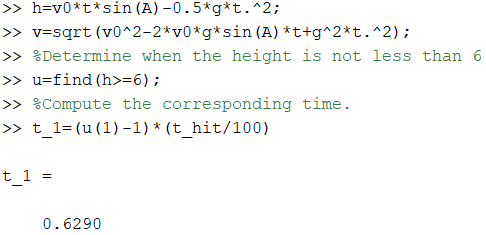 >> h=v0*t*sin(A)-0.5*g*t.^2;
>> v=sqrt(v0^2-2*v0*g*sin(A)*t+g^2*t.^2);
>> %Determine when the height is not less than 6
>> u=find(h>=6);
>> %Compute the corresponding time.
>> t_1=(u(1)-1)*(t_hit/100)
t_1 =
0.6290